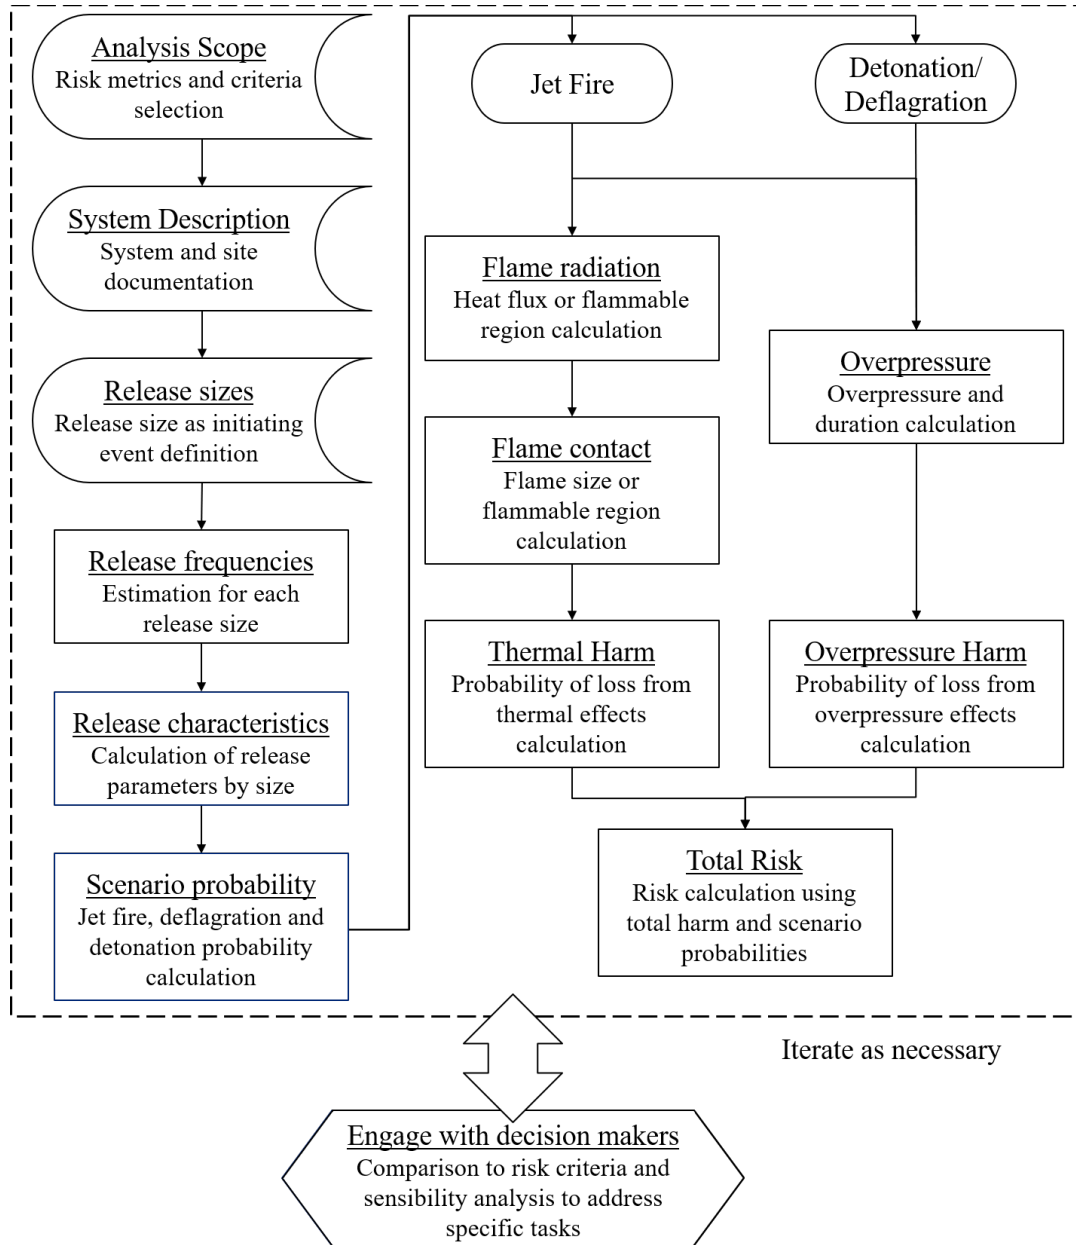 Analysis Scope
Risk metrics and criteria
selection
System Description
System and site
documentation
Release sizes
Release size as initiating
event definition
Release frequencies
Estimation for each
release size
Release characteristics
Calculation of release
parameters by size
Scenario probability
Jet fire, deflagration and
detonation probability
calculation
Jet Fire
Detonation/
Deflagration
Flame radiation
Heat flux or flammable
region calculation
Flame contact
Flame size or
flammable region
calculation
Thermal Harm
Probability of loss from
thermal effects
calculation
Overpressure
Overpressure and
duration calculation
Overpressure Harm
Probability of loss from
overpressure effects
calculation
Total Risk
Risk calculation using
total harm and scenario
probabilities
Iterate as necessary
Engage with decision makers
Comparison to risk criteria and
sensibility analysis to address
specific tasks